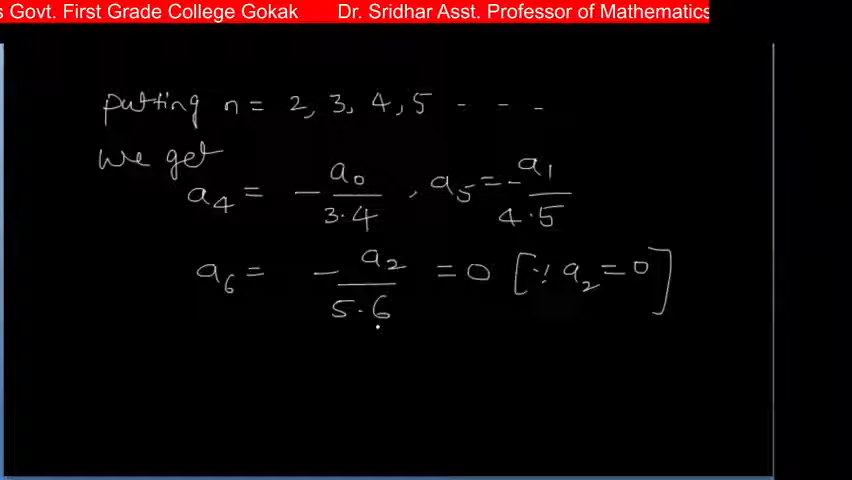 s Govt. First Grade College Gokak Dr. Sridhar Asst. Professor of Mathematics
putting n = 2, 3, 4, 5 - - -
We get
a₄ = - a₀/3·4 , a₅ = - a₁/4·5
a₆ = - a₂/5·6 = 0 [∵ a₂ = 0]